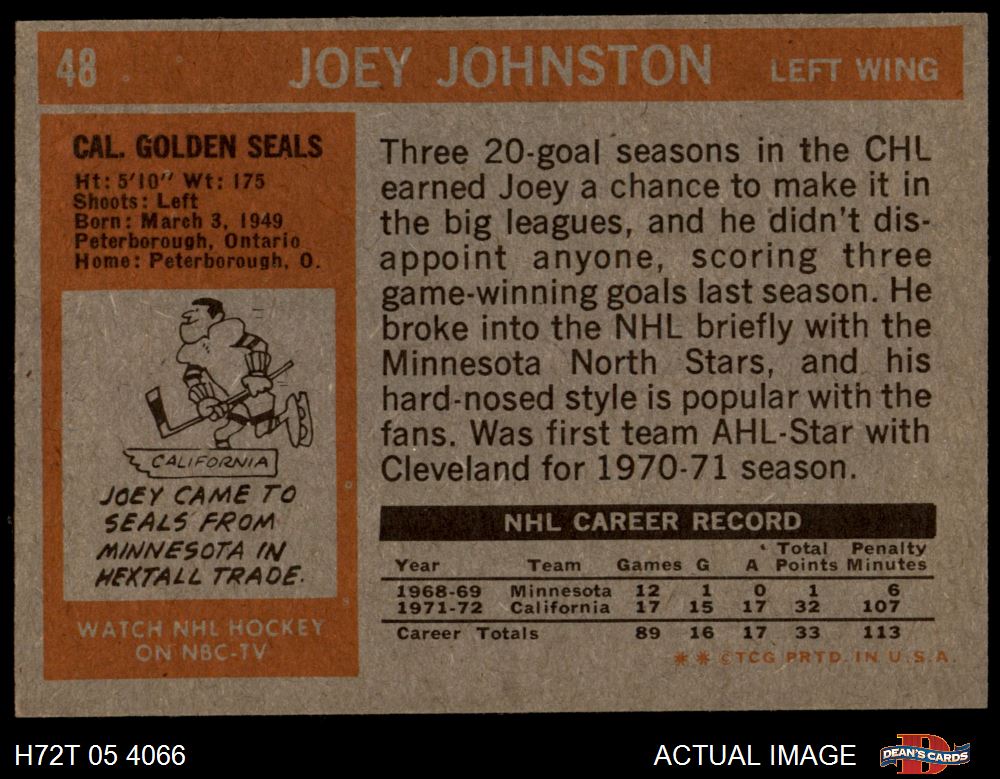 48 JOEY JOHNSTON LEFT WING
CAL. GOLDEN SEALS
Ht: 5'10" Wt: 175
Shoots: Left
Born: March 3, 1949
Peterborough, Ontario
Home: Peterborough, O.
CALIFORNIA
JOEY CAME TO
SEALS FROM
MINNESOTA IN
HEXTALL TRADE.
WATCH NHL HOCKEY
ON NBC-TV
Three 20-goal seasons in the CHL
earned Joey a chance to make it in
the big leagues, and he didn't dis-
appoint anyone, scoring three
game-winning goals last season. He
broke into the NHL briefly with the
Minnesota North Stars, and his
hard-nosed style is popular with the
fans. Was first team AHL-Star with
Cleveland for 1970-71 season.
NHL CAREER RECORD
Year Team Games G A Total Points Penalty Minutes
1968-69 Minnesota 12 1 0 1 6
1971-72 California 17 15 17 32 107
Career Totals 89 16 17 33 113
** ©TCG PRTD. IN U.S.A.
H72T 05 4066 ACTUAL IMAGE DEAN'S CARDS